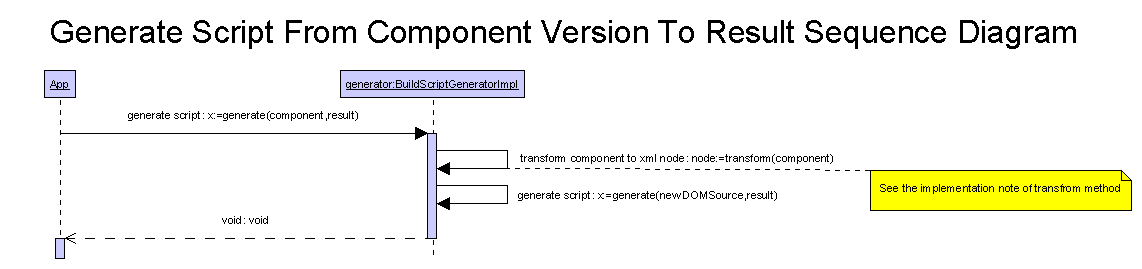 Generate Script From Component Version To Result Sequence Diagram
App
generator:BuildScriptGeneratorImpl
generate script: x:=generate(component,result)
transform component to xml node: node:=transform(component)
See the implementation note of transfrom method
generate script: x:=generate(newDOMSource,result)
void: void